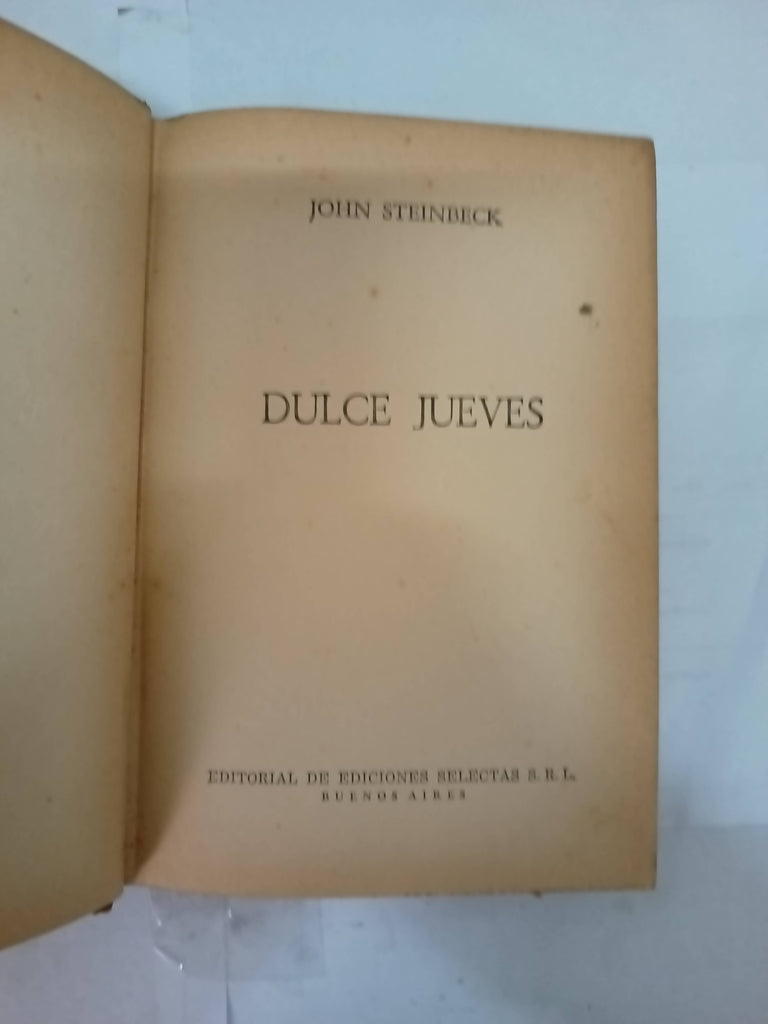 JOHN STEINBECK
DULCE JUEVES
EDITORIAL DE EDICIONES SELECTAS S. R. L.
BUENOS AIRES